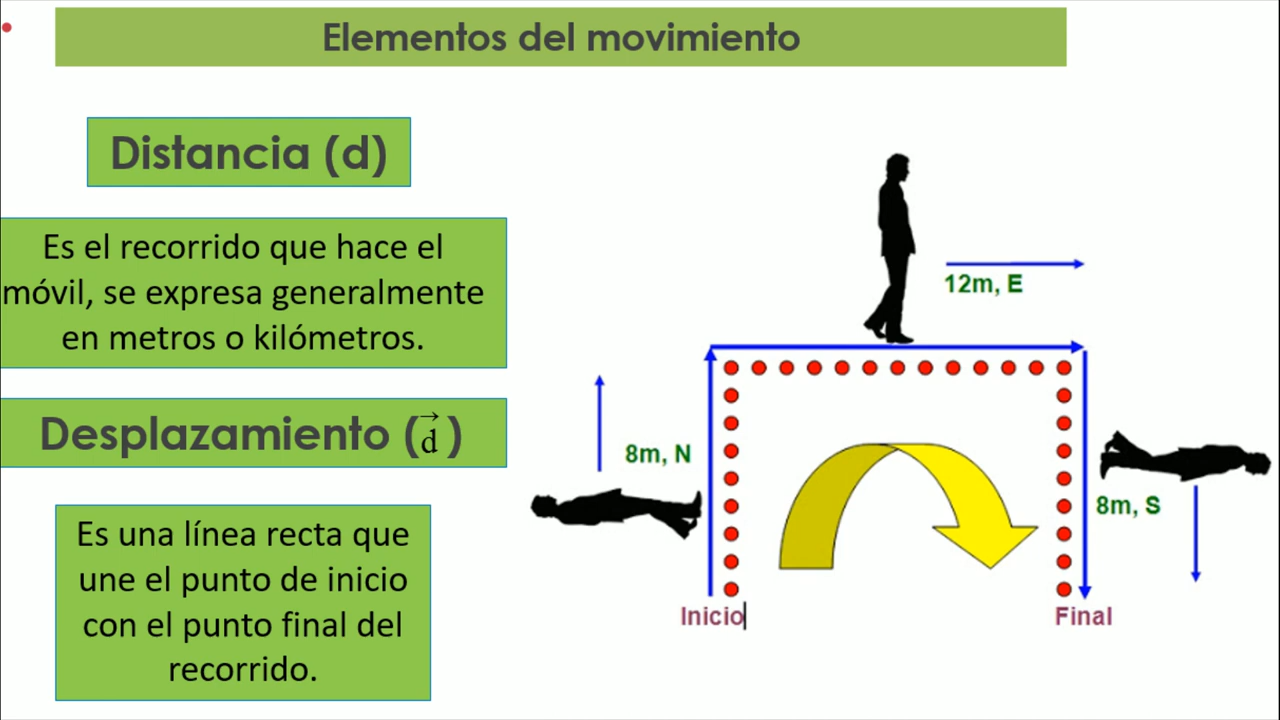 Elementos del movimiento
Distancia (d)
Es el recorrido que hace el
móvil, se expresa generalmente
en metros o kilómetros.
Desplazamiento (d⃗)
Es una línea recta que
une el punto de inicio
con el punto final del
recorrido.
12m, E
8m, N
8m, S
Inicio
Final